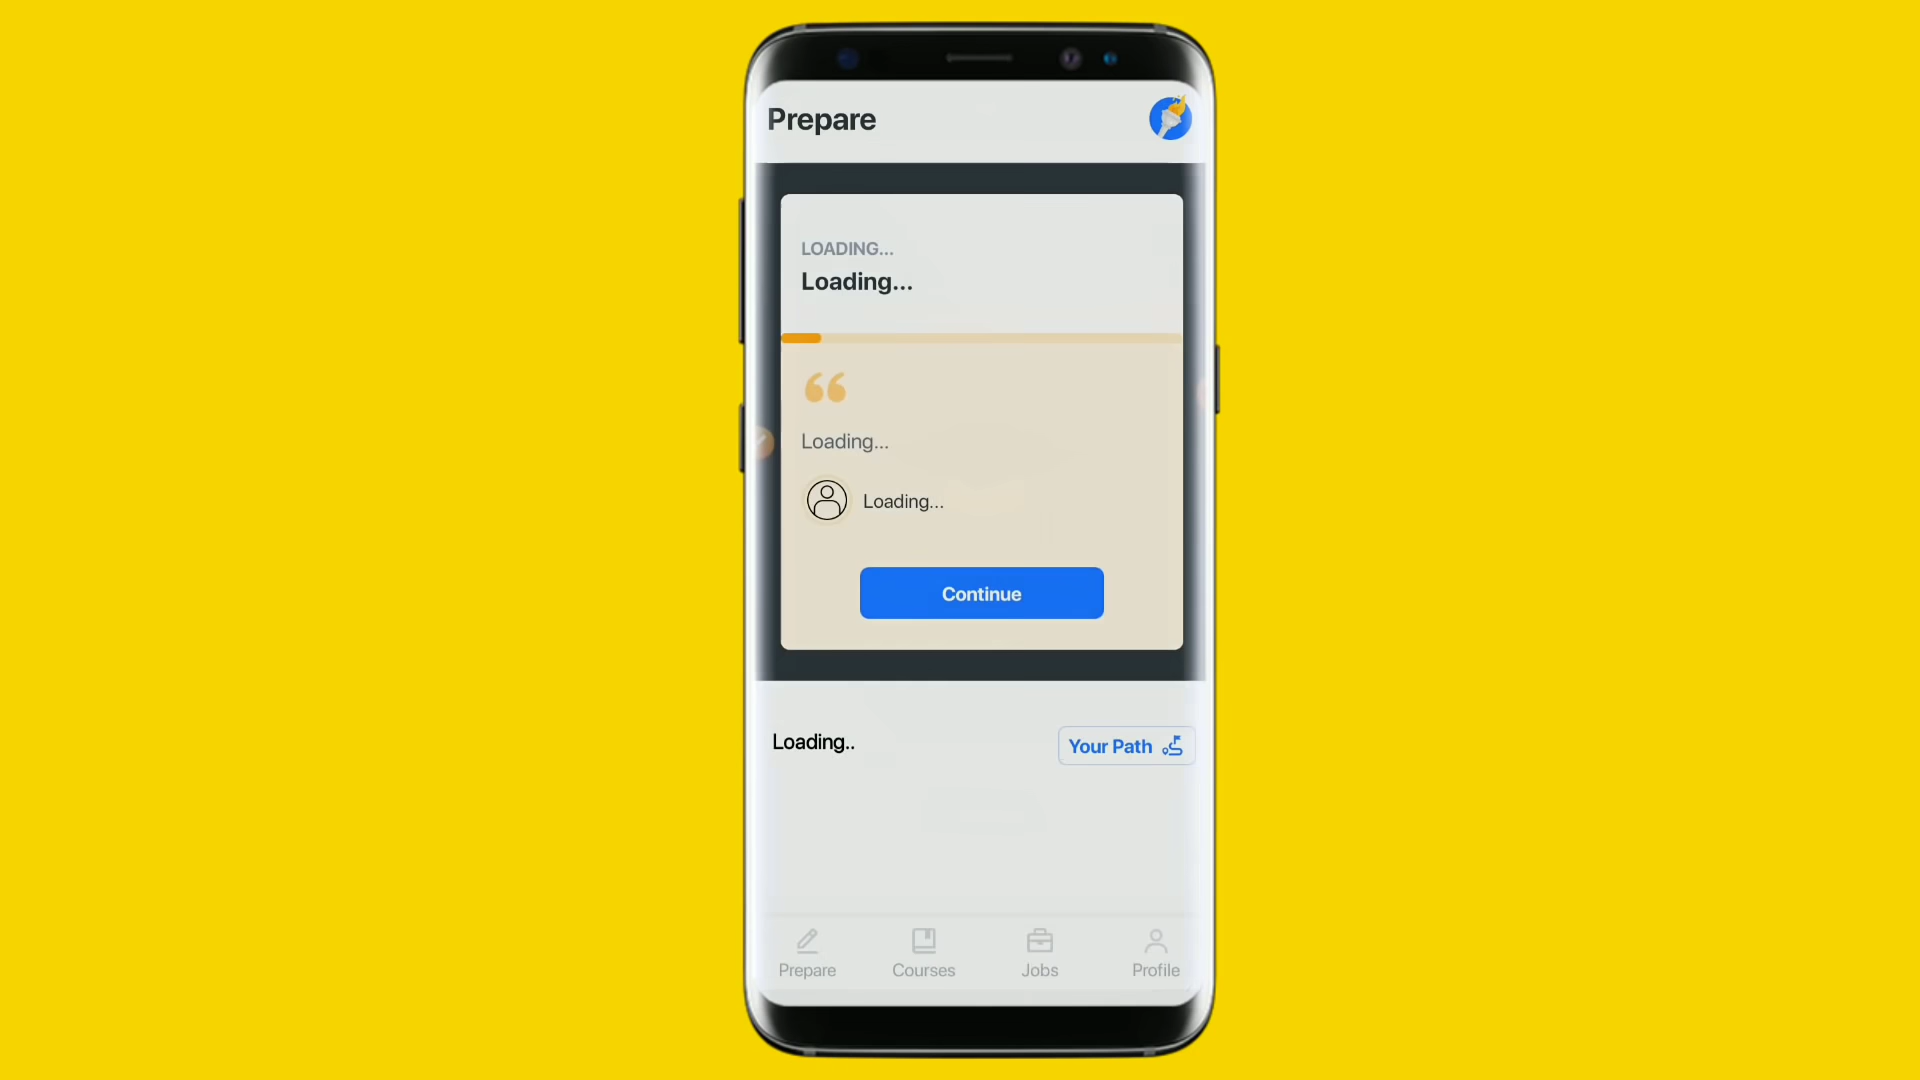 Prepare
LOADING...
Loading...
Loading...
Loading...
Continue
Loading..
Your Path
Prepare
Courses
Jobs
Profile